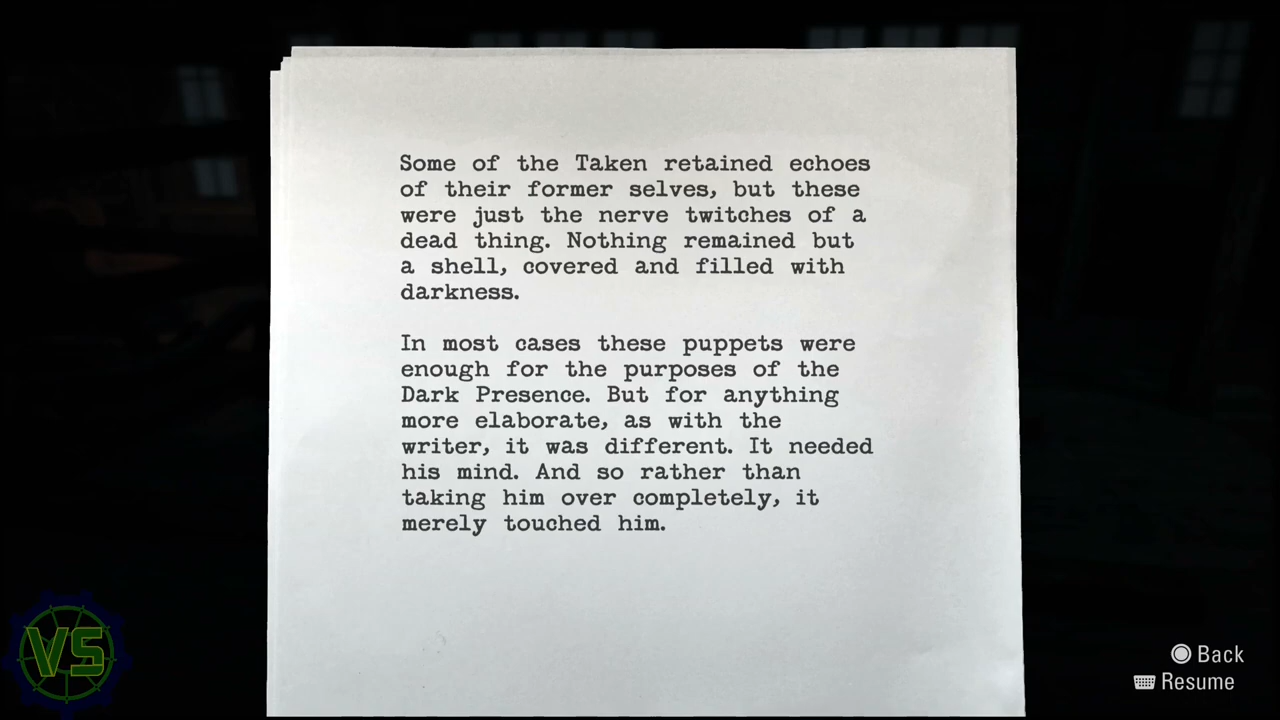 Some of the Taken retained echoes
of their former selves, but these
were just the nerve twitches of a
dead thing. Nothing remained but
a shell, covered and filled with
darkness.
In most cases these puppets were
enough for the purposes of the
Dark Presence. But for anything
more elaborate, as with the
writer, it was different. It needed
his mind. And so rather than
taking him over completely, it
merely touched him.
VS
Back
Resume